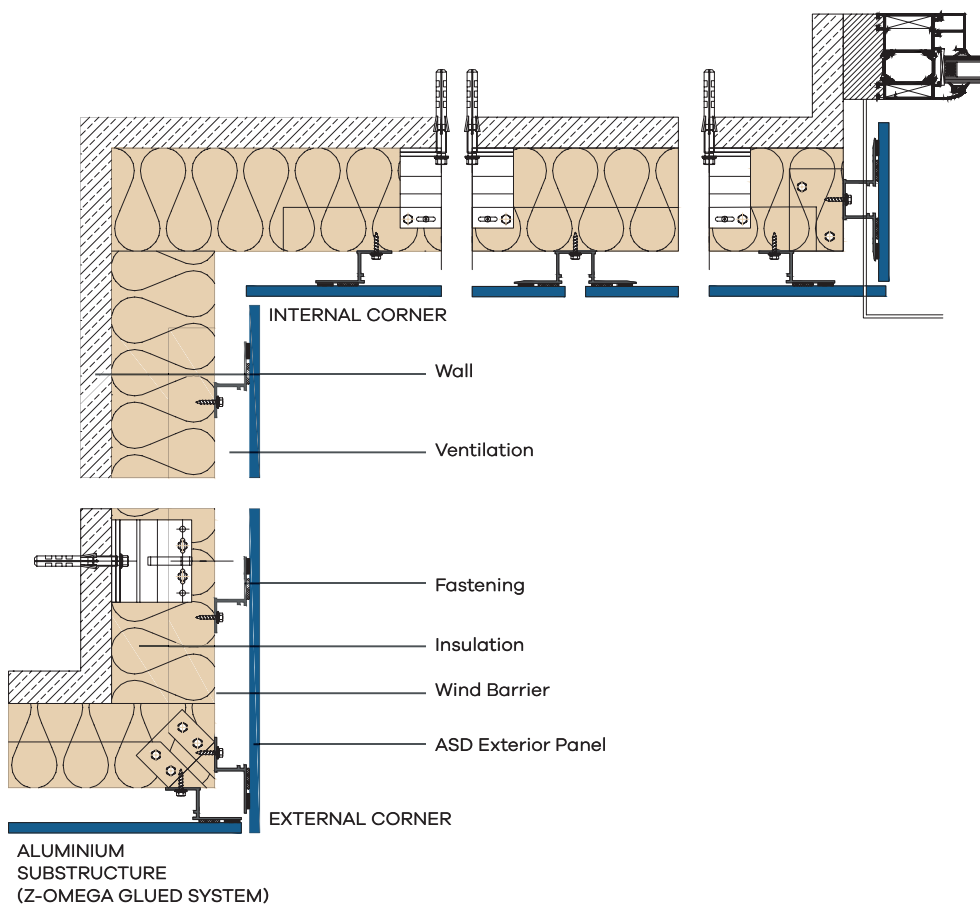 INTERNAL CORNER
Wall
Ventilation
Fastening
Insulation
Wind Barrier
ASD Exterior Panel
EXTERNAL CORNER
ALUMINIUM
SUBSTRUCTURE
(Z-OMEGA GLUED SYSTEM)